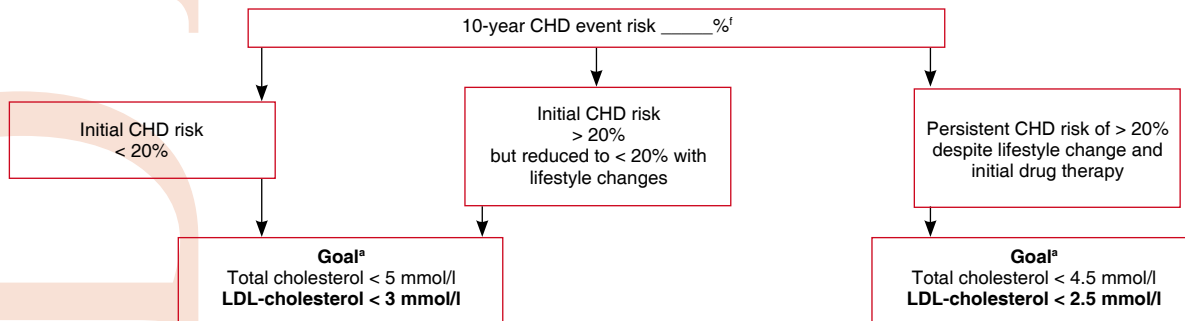 10-year CHD event risk _____%f
Initial CHD risk
< 20%
Initial CHD risk
> 20%
but reduced to < 20% with
lifestyle changes
Persistent CHD risk of > 20%
despite lifestyle change and
initial drug therapy
Goala
Total cholesterol < 5 mmol/l
LDL-cholesterol < 3 mmol/l
Goala
Total cholesterol < 4.5 mmol/l
LDL-cholesterol < 2.5 mmol/l